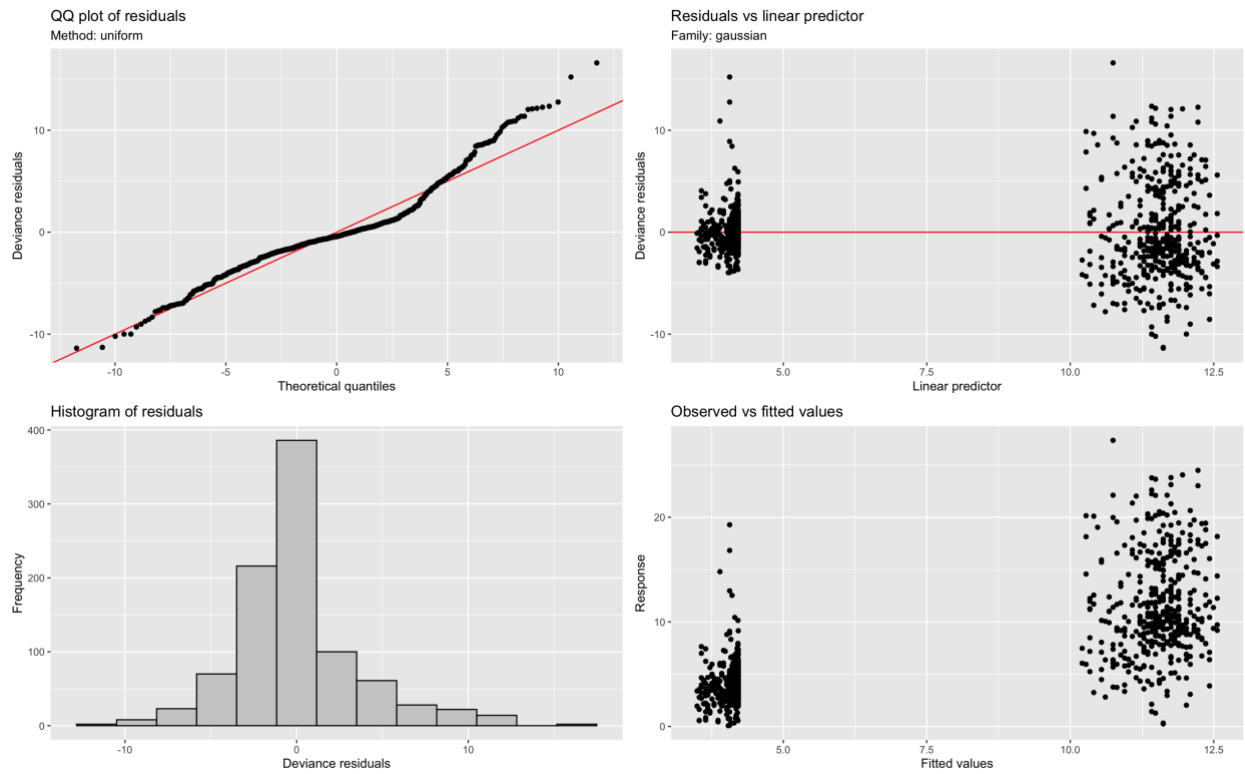 QQ plot of residuals
Method: uniform
Deviance residuals
10
0
-10
-10
-5
0
5
10
Theoretical quantiles
Residuals vs linear predictor
Family: gaussian
Deviance residuals
10
0
-10
5.0
7.5
10.0
12.5
Linear predictor
Histogram of residuals
Frequency
400
300
200
100
0
-10
0
10
Deviance residuals
Observed vs fitted values
Response
20
10
0
5.0
7.5
10.0
12.5
Fitted values